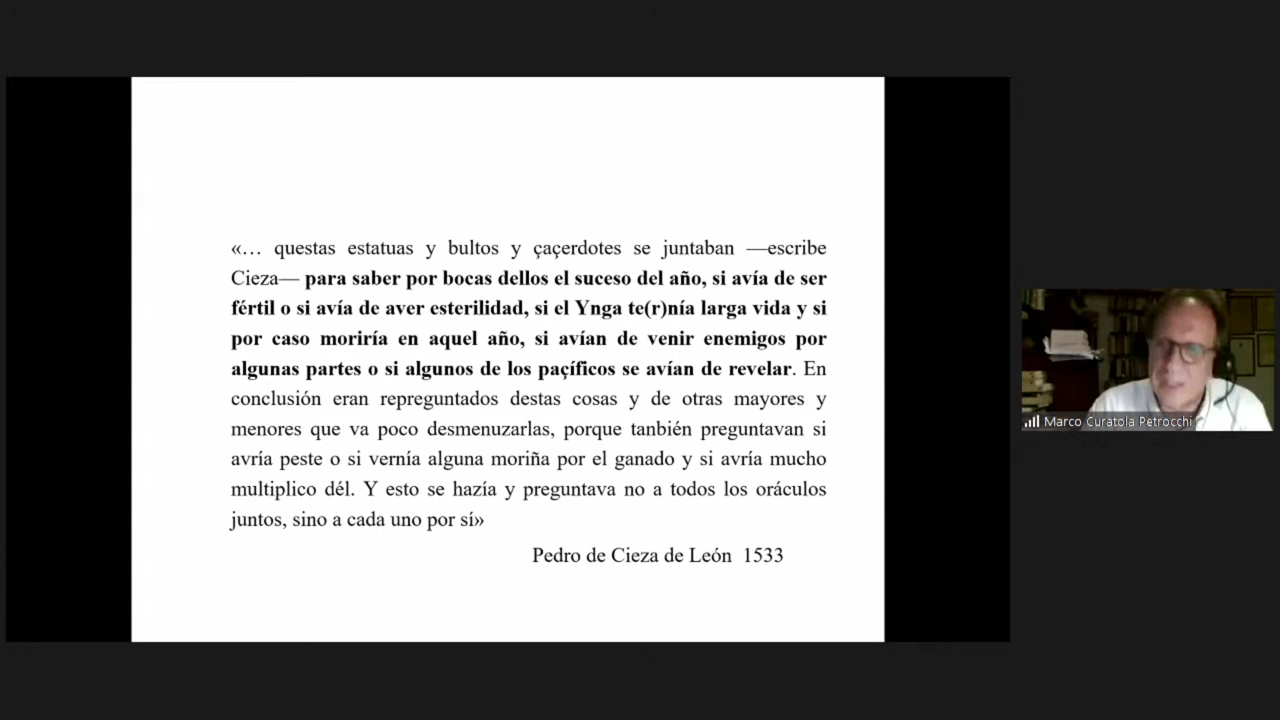 «… questas estatuas y bultos y çaçerdotes se juntaban —escribe
Cieza— para saber por bocas dellos el suceso del año, si avía de ser
fértil o si avía de aver esterilidad, si el Ynga te(r)nía larga vida y si
por caso moriría en aquel año, si avían de venir enemigos por
algunas partes o si algunos de los paçíficos se avían de revelar. En
conclusión eran repreguntados destas cosas y de otras mayores y
menores que va poco desmenuzarlas, porque tanbién preguntavan si
avría peste o si vernía alguna moriña por el ganado y si avría mucho
multiplico dél. Y esto se hazía y preguntava no a todos los oráculos
juntos, sino a cada uno por sí»
Pedro de Cieza de León 1533
Marco Curatola Petrocchi